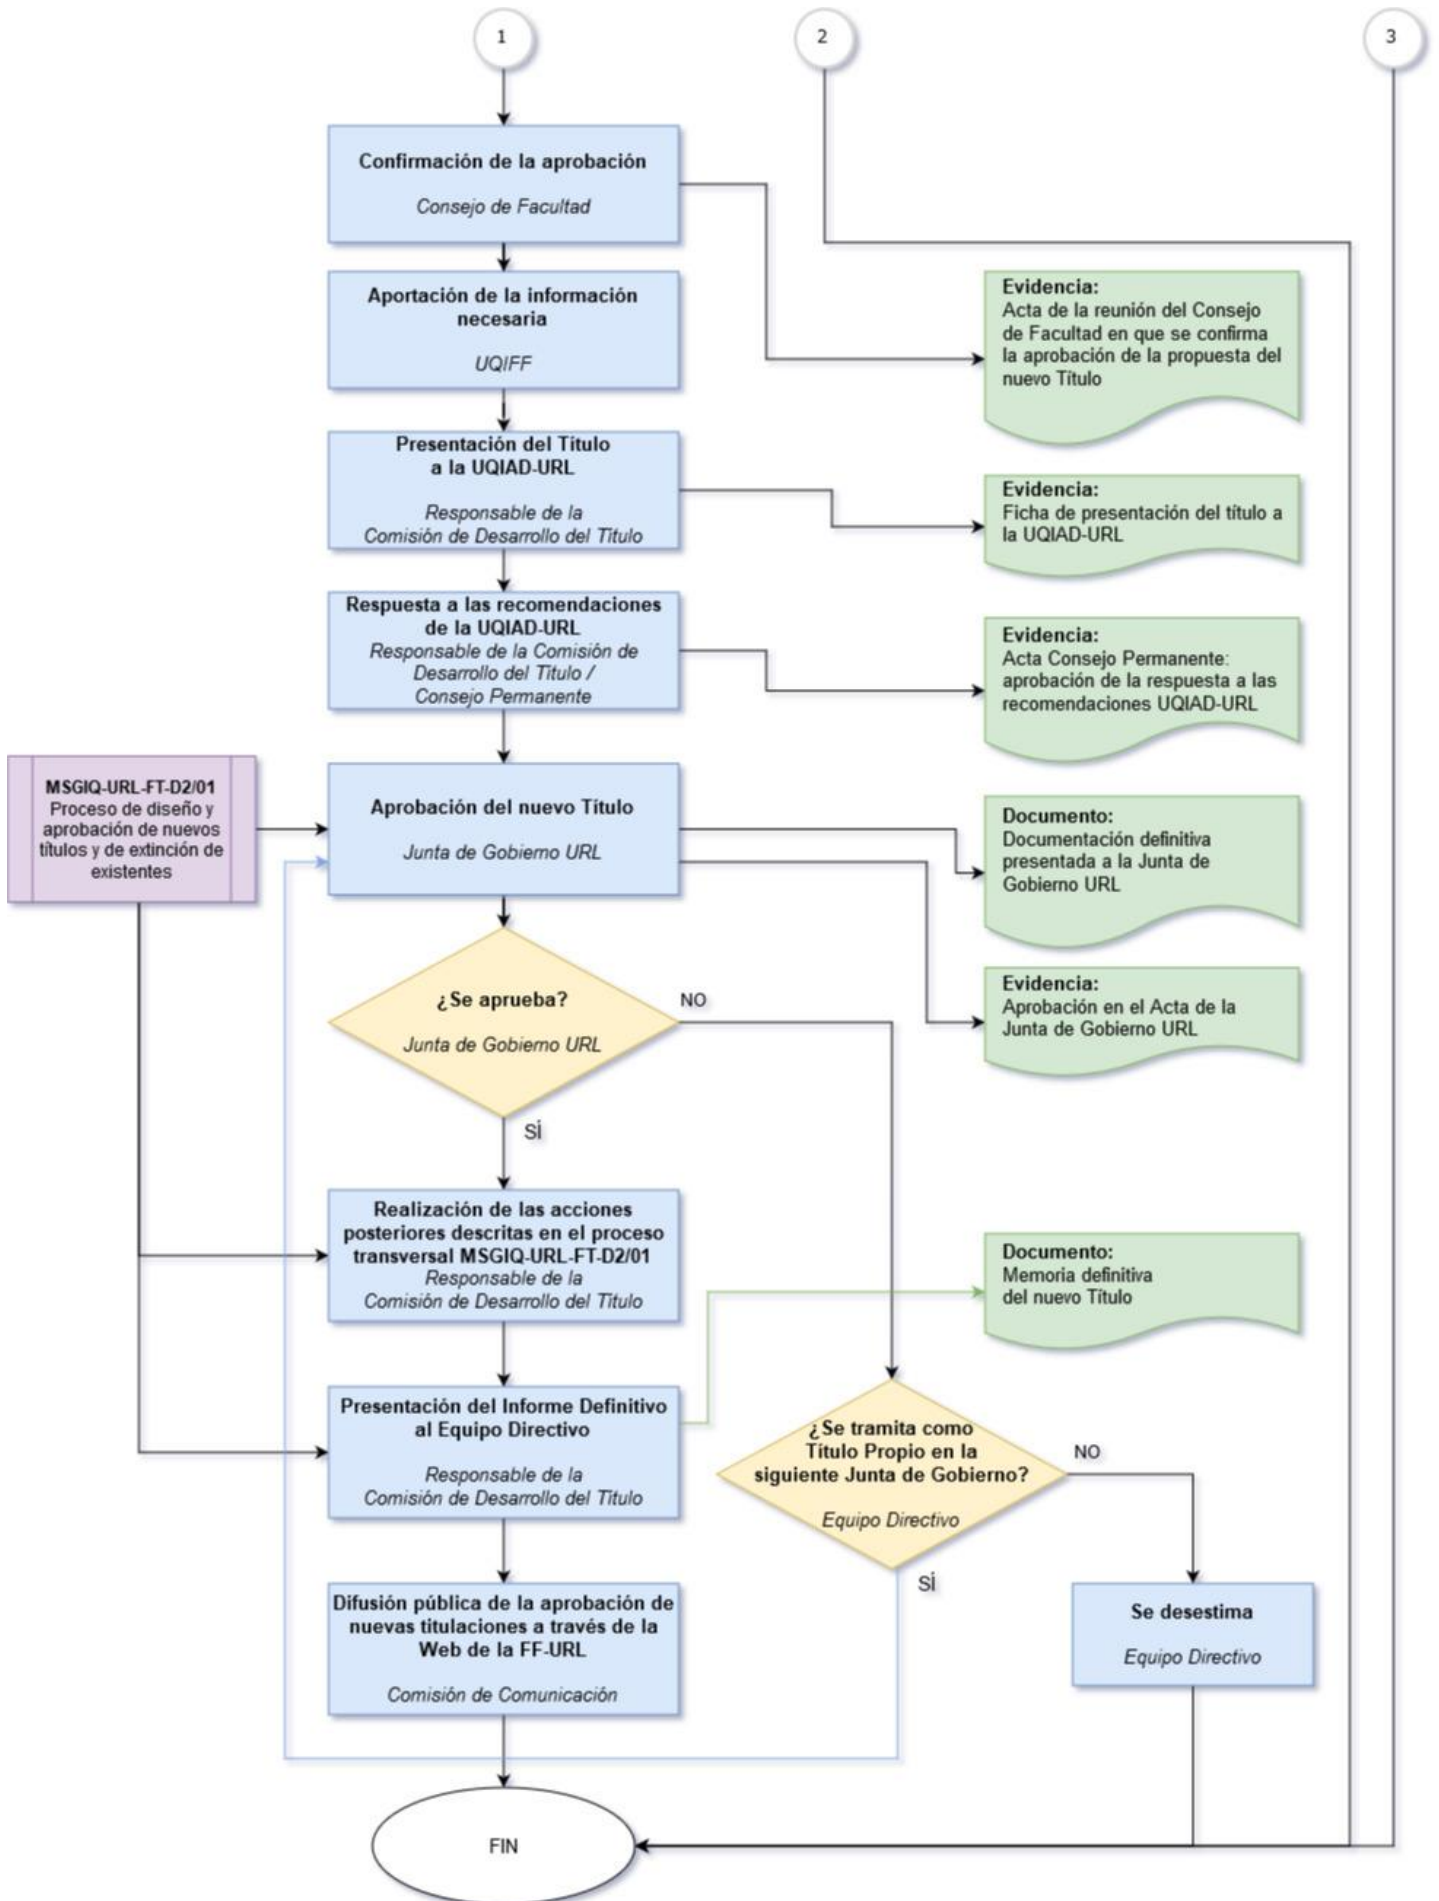 1
2
3
Confirmación de la aprobación
Consejo de Facultad
Aportación de la información
necesaria
UQIFF
Evidencia:
Acta de la reunión del Consejo
de Facultad en que se confirma
la aprobación de la propuesta del
nuevo Título
Presentación del Título
a la UQIAD-URL
Responsable de la
Comisión de Desarrollo del Título
Evidencia:
Ficha de presentación del título a
la UQIAD-URL
Respuesta a las recomendaciones
de la UQIAD-URL
Responsable de la Comisión de
Desarrollo del Título /
Consejo Permanente
Evidencia:
Acta Consejo Permanente:
aprobación de la respuesta a las
recomendaciones UQIAD-URL
MSGIQ-URL-FT-D2/01
Proceso de diseño y
aprobación de nuevos
títulos y de extinción de
existentes
Aprobación del nuevo Título
Junta de Gobierno URL
Documento:
Documentación definitiva
presentada a la Junta de
Gobierno URL
¿Se aprueba?
Junta de Gobierno URL
NO
SÍ
Evidencia:
Aprobación en el Acta de la
Junta de Gobierno URL
Realización de las acciones
posteriores descritas en el proceso
transversal MSGIQ-URL-FT-D2/01
Responsable de la
Comisión de Desarrollo del Título
Documento:
Memoria definitiva
del nuevo Título
Presentación del Informe Definitivo
al Equipo Directivo
Responsable de la
Comisión de Desarrollo del Título
¿Se tramita como
Título Propio en la
siguiente Junta de Gobierno?
Equipo Directivo
NO
SÍ
Difusión pública de la aprobación de
nuevas titulaciones a través de la
Web de la FF-URL
Comisión de Comunicación
Se desestima
Equipo Directivo
FIN